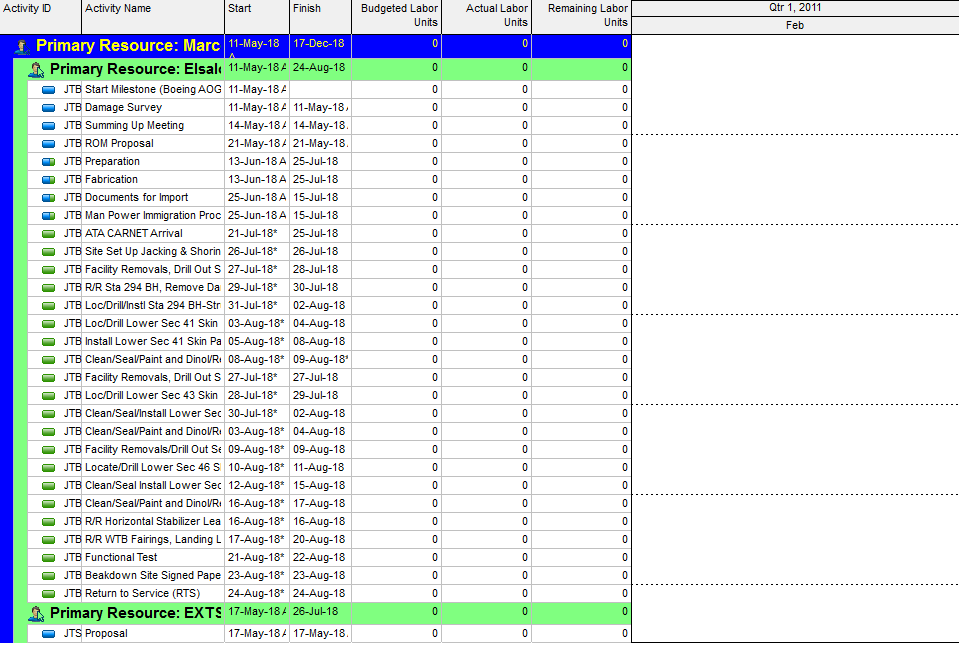 Activity ID Activity Name Start Finish Budgeted Labor Units Actual Labor Units Remaining Labor Units Qtr 1, 2011
Feb
Primary Resource: Marc 11-May-18 A 17-Dec-18 0 0 0
Primary Resource: Elsal 11-May-18 A 24-Aug-18 0 0 0
JTB Start Milestone (Boeing AOG 11-May-18 A 0 0 0
JTB Damage Survey 11-May-18 A 11-May-18 A 0 0 0
JTB Summing Up Meeting 14-May-18 A 14-May-18 0 0 0
JTB ROM Proposal 21-May-18 A 21-May-18 0 0 0
JTB Preparation 13-Jun-18 A 25-Jul-18 0 0 0
JTB Fabrication 13-Jun-18 A 25-Jul-18 0 0 0
JTB Documents for Import 25-Jun-18 A 15-Jul-18 0 0 0
JTB Man Power Immigration Proc 25-Jun-18 A 15-Jul-18 0 0 0
JTB ATA CARNET Arrival 21-Jul-18* 25-Jul-18 0 0 0
JTB Site Set Up Jacking & Shorin 26-Jul-18* 26-Jul-18 0 0 0
JTB Facility Removals, Drill Out S 27-Jul-18* 28-Jul-18 0 0 0
JTB R/R Sta 294 BH, Remove Da 29-Jul-18* 30-Jul-18 0 0 0
JTB Loc/Drill/Instl Sta 294 BH-Str 31-Jul-18* 02-Aug-18 0 0 0
JTB Loc/Drill Lower Sec 41 Skin 03-Aug-18* 04-Aug-18 0 0 0
JTB Install Lower Sec 41 Skin Pa 05-Aug-18* 08-Aug-18 0 0 0
JTB Clean/Seal/Paint and Dinol/R 08-Aug-18* 09-Aug-18* 0 0 0
JTB Facility Removals, Drill Out S 27-Jul-18* 27-Jul-18 0 0 0
JTB Loc/Drill Lower Sec 43 Skin 28-Jul-18* 29-Jul-18 0 0 0
JTB Clean/Seal/Install Lower Sec 30-Jul-18* 02-Aug-18 0 0 0
JTB Clean/Seal/Paint and Dinol/R 03-Aug-18* 04-Aug-18 0 0 0
JTB Facility Removals/Drill Out Se 09-Aug-18* 09-Aug-18 0 0 0
JTB Locate/Drill Lower Sec 46 S 10-Aug-18* 11-Aug-18 0 0 0
JTB Clean/Seal Install Lower Sec 12-Aug-18* 15-Aug-18 0 0 0
JTB Clean/Seal/Paint and Dinol/R 16-Aug-18* 17-Aug-18 0 0 0
JTB R/R Horizontal Stabilizer Lea 16-Aug-18* 16-Aug-18 0 0 0
JTB R/R WTB Fairings, Landing L 17-Aug-18* 20-Aug-18 0 0 0
JTB Functional Test 21-Aug-18* 22-Aug-18 0 0 0
JTB Beakdown Site Signed Pape 23-Aug-18* 23-Aug-18 0 0 0
JTB Return to Service (RTS) 24-Aug-18* 24-Aug-18 0 0 0
Primary Resource: EXTS 17-May-18 A 26-Jul-18 0 0 0
JTS Proposal 17-May-18 A 17-May-18 0 0 0